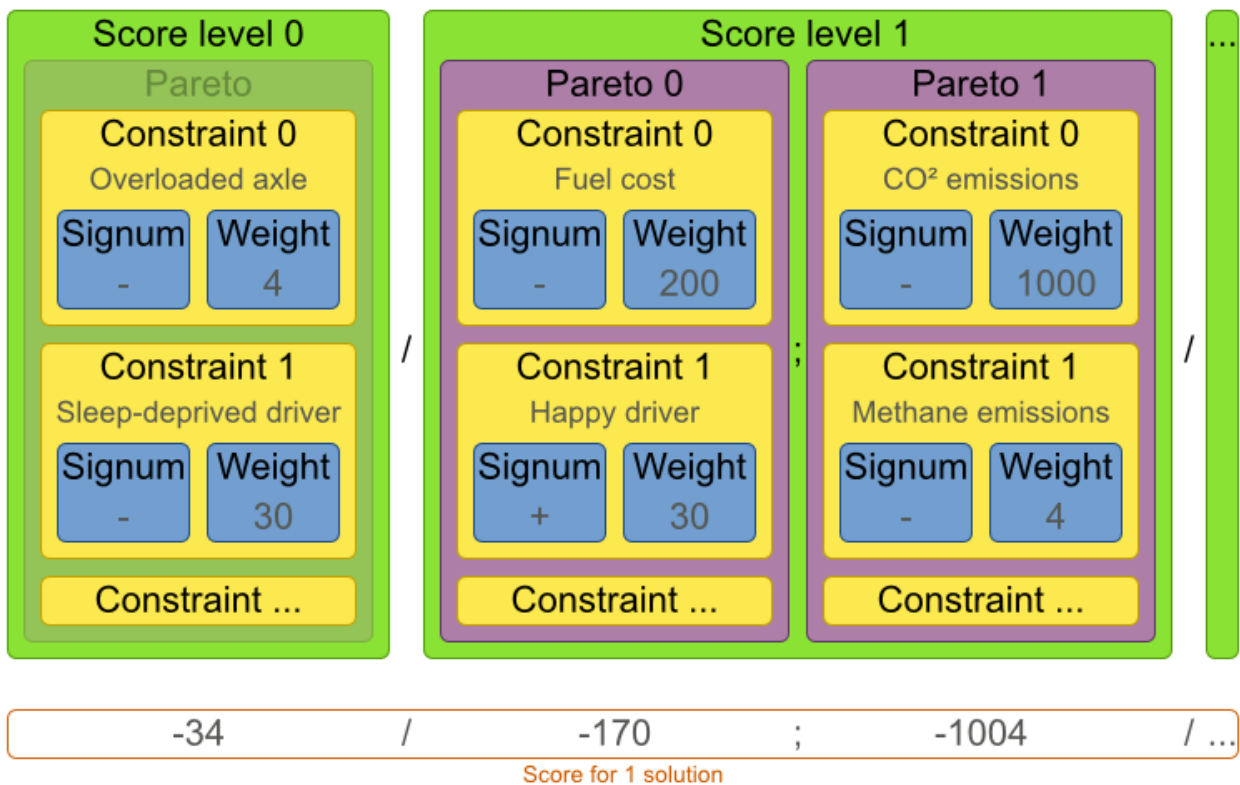 Score level 0
Pareto
Constraint 0
Overloaded axle
Signum Weight
- 4
Constraint 1
Sleep-deprived driver
Signum Weight
- 30
Constraint ...
/
Score level 1
Pareto 0
Constraint 0
Fuel cost
Signum Weight
- 200
Constraint 1
Happy driver
Signum Weight
+ 30
Constraint ...
;
Pareto 1
Constraint 0
CO² emissions
Signum Weight
- 1000
Constraint 1
Methane emissions
Signum Weight
- 4
Constraint ...
/
...
-34 / -170 ; -1004 / ...
Score for 1 solution